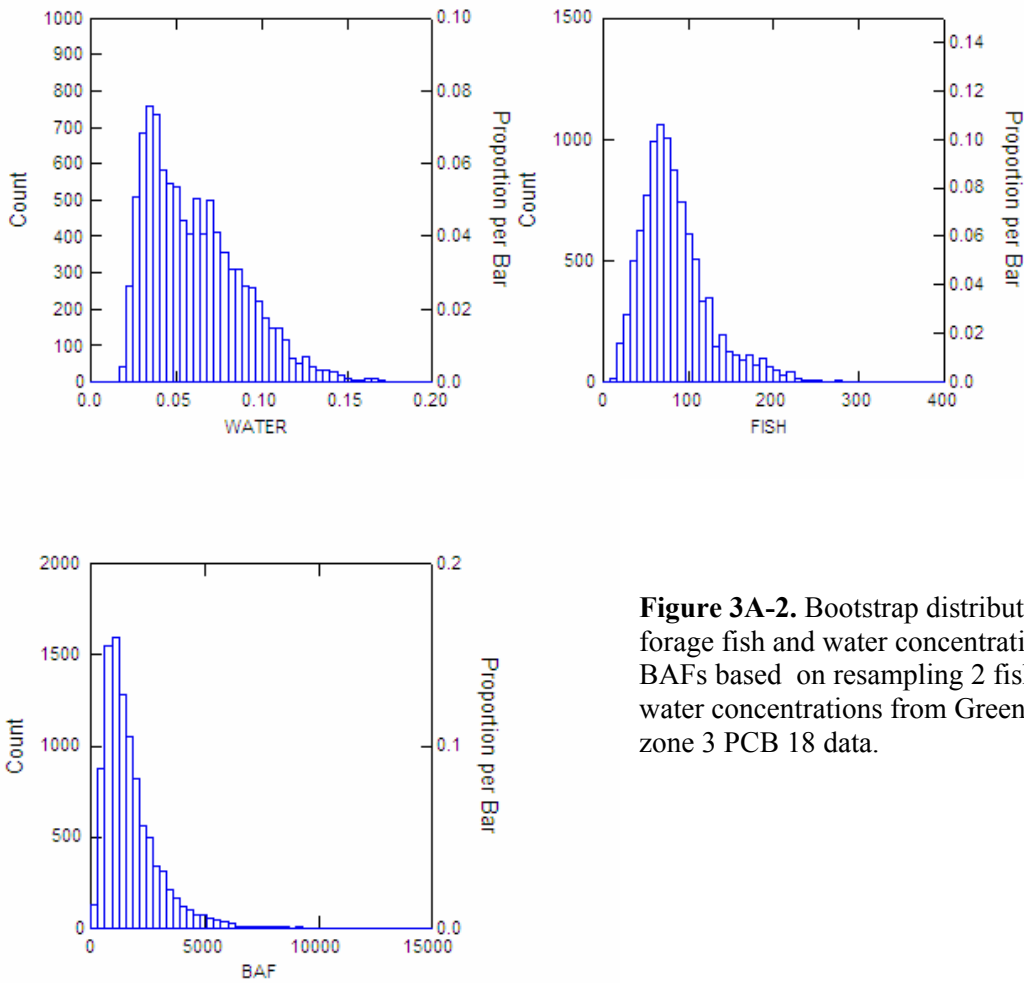 1000
900
800
700
600
500
400
300
200
100
0
Count
0.10
0.08
0.06
0.04
0.02
0.0
Proportion per Bar
0.0 0.05 0.10 0.15 0.20
WATER
1500
1000
500
0
Count
0.14
0.12
0.10
0.08
0.06
0.04
0.02
0.0
Proportion per Bar
0 100 200 300 400
FISH
2000
1500
1000
500
0
Count
0.2
0.1
0.0
Proportion per Bar
0 5000 10000 15000
BAF
Figure 3A-2. Bootstrap
forage fish and water
BAFs based on resampling 2
water concentrations from Green
zone 3 PCB 18 data.